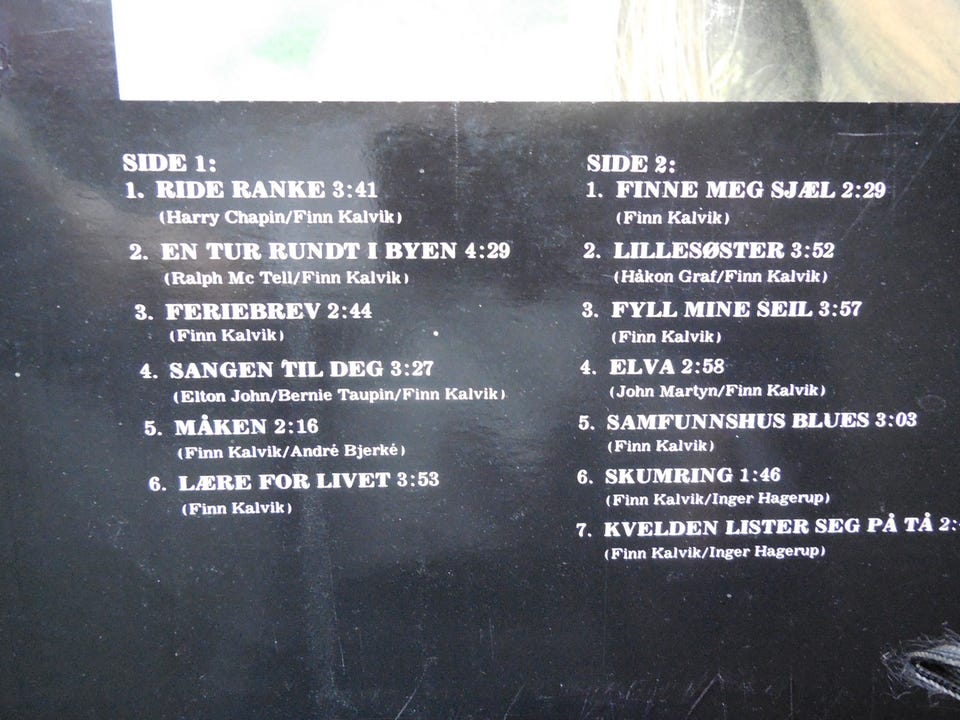 SIDE 1:
1. RIDE RANKE 3:41
(Harry Chapin/Finn Kalvik)
2. EN TUR RUNDT I BYEN 4:29
(Ralph Mc Tell/Finn Kalvik)
3. FERIEBREV 2:44
(Finn Kalvik)
4. SANGEN TIL DEG 3:27
(Elton John/Bernie Taupin/Finn Kalvik)
5. MÅKEN 2:16
(Finn Kalvik/André Bjerké)
6. LÆRE FOR LIVET 3:53
(Finn Kalvik)
SIDE 2:
1. FINNE MEG SJÆL 2:29
(Finn Kalvik)
2. LILLESØSTER 3:52
(Håkon Graf/Finn Kalvik)
3. FYLL MINE SEIL 3:57
(Finn Kalvik)
4. ELVA 2:58
(John Martyn/Finn Kalvik)
5. SAMFUNNSHUS BLUES 3:03
(Finn Kalvik)
6. SKUMRING 1:46
(Finn Kalvik/Inger Hagerup)
7. KVELDEN LISTER SEG PÅ TÅ 2:
(Finn Kalvik/Inger Hagerup)